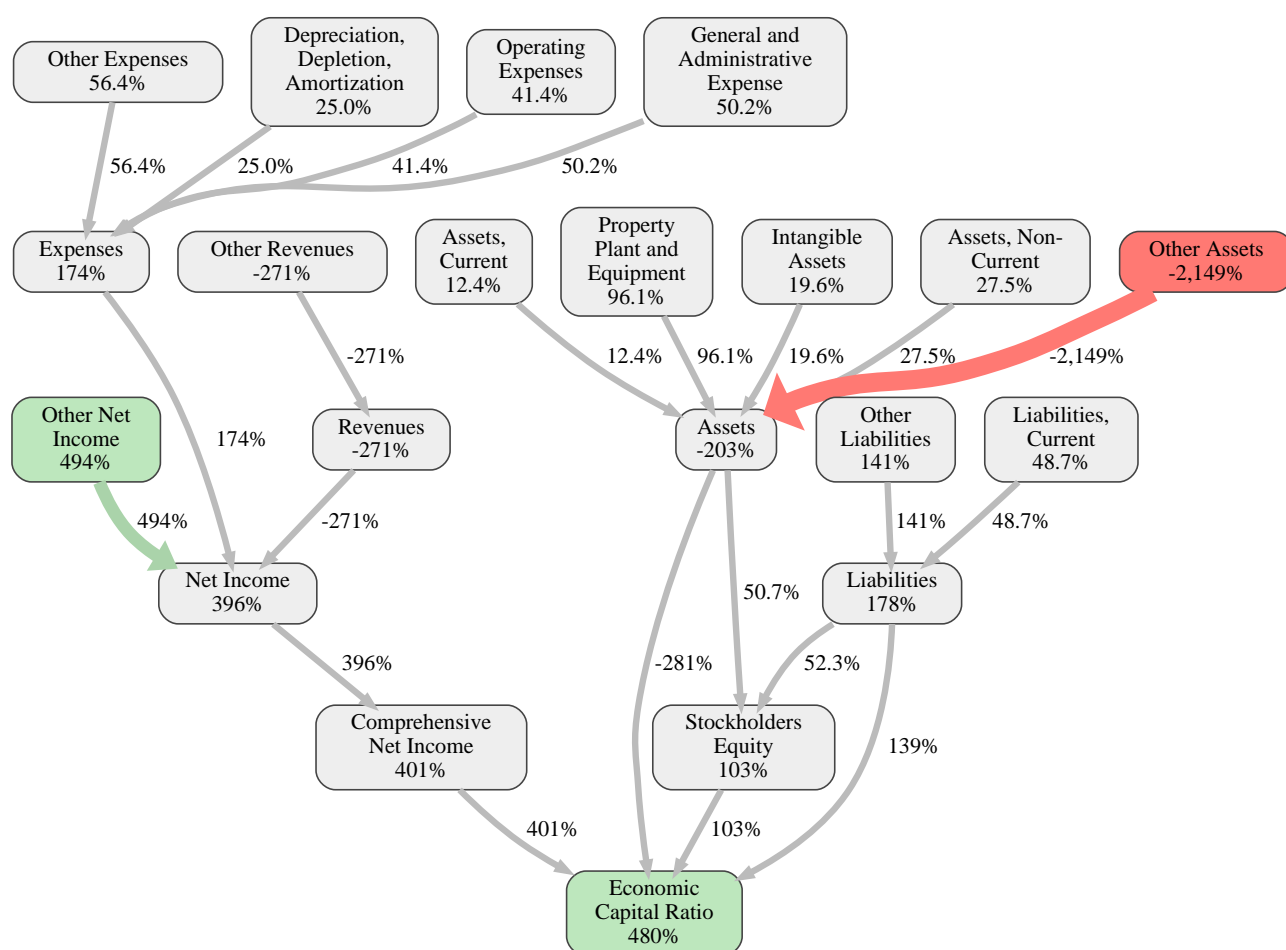 Other Expenses
56.4%
Depreciation,
Depletion,
Amortization
25.0%
Operating
Expenses
41.4%
General and
Administrative
Expense
50.2%
56.4%
25.0%
41.4%
50.2%
Expenses
174%
Other Revenues
-271%
Assets,
Current
12.4%
Property
Plant and
Equipment
96.1%
Intangible
Assets
19.6%
Assets, Non-
Current
27.5%
Other Assets
-2,149%
-271%
12.4%
96.1%
19.6%
27.5%
-2,149%
Other Net
Income
494%
174%
Revenues
-271%
Assets
-203%
Other
Liabilities
141%
Liabilities,
Current
48.7%
494%
-271%
141%
48.7%
Net Income
396%
50.7%
Liabilities
178%
396%
-281%
52.3%
Comprehensive
Net Income
401%
Stockholders
Equity
103%
139%
401%
103%
Economic
Capital Ratio
480%